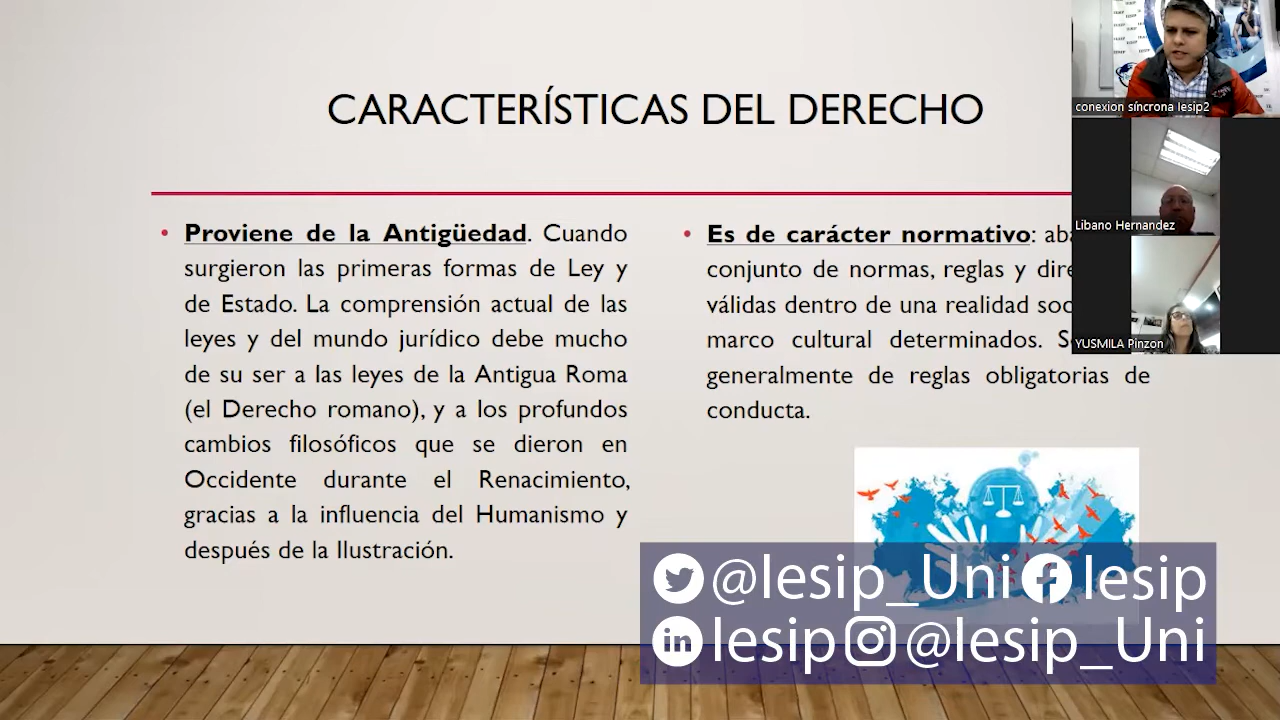 CARACTERÍSTICAS DEL DERECHO
• Proviene de la Antigüedad. Cuando
surgieron las primeras formas de Ley y
de Estado. La comprensión actual de las
leyes y del mundo jurídico debe mucho
de su ser a las leyes de la Antigua Roma
(el Derecho romano), y a los profundos
cambios filosóficos que se dieron en
Occidente durante el Renacimiento,
gracias a la influencia del Humanismo y
después de la Ilustración.
• Es de carácter normativo:
conjunto de normas, reglas y
válidas dentro de una realidad
marco cultural determinados.
generalmente de reglas obligatorias de
conducta.
conexion síncrona Iesip2
Libano Hernandez
YUSMILA Pinzon
@Iesip_Uni Iesip
in Iesip @Iesip_Uni